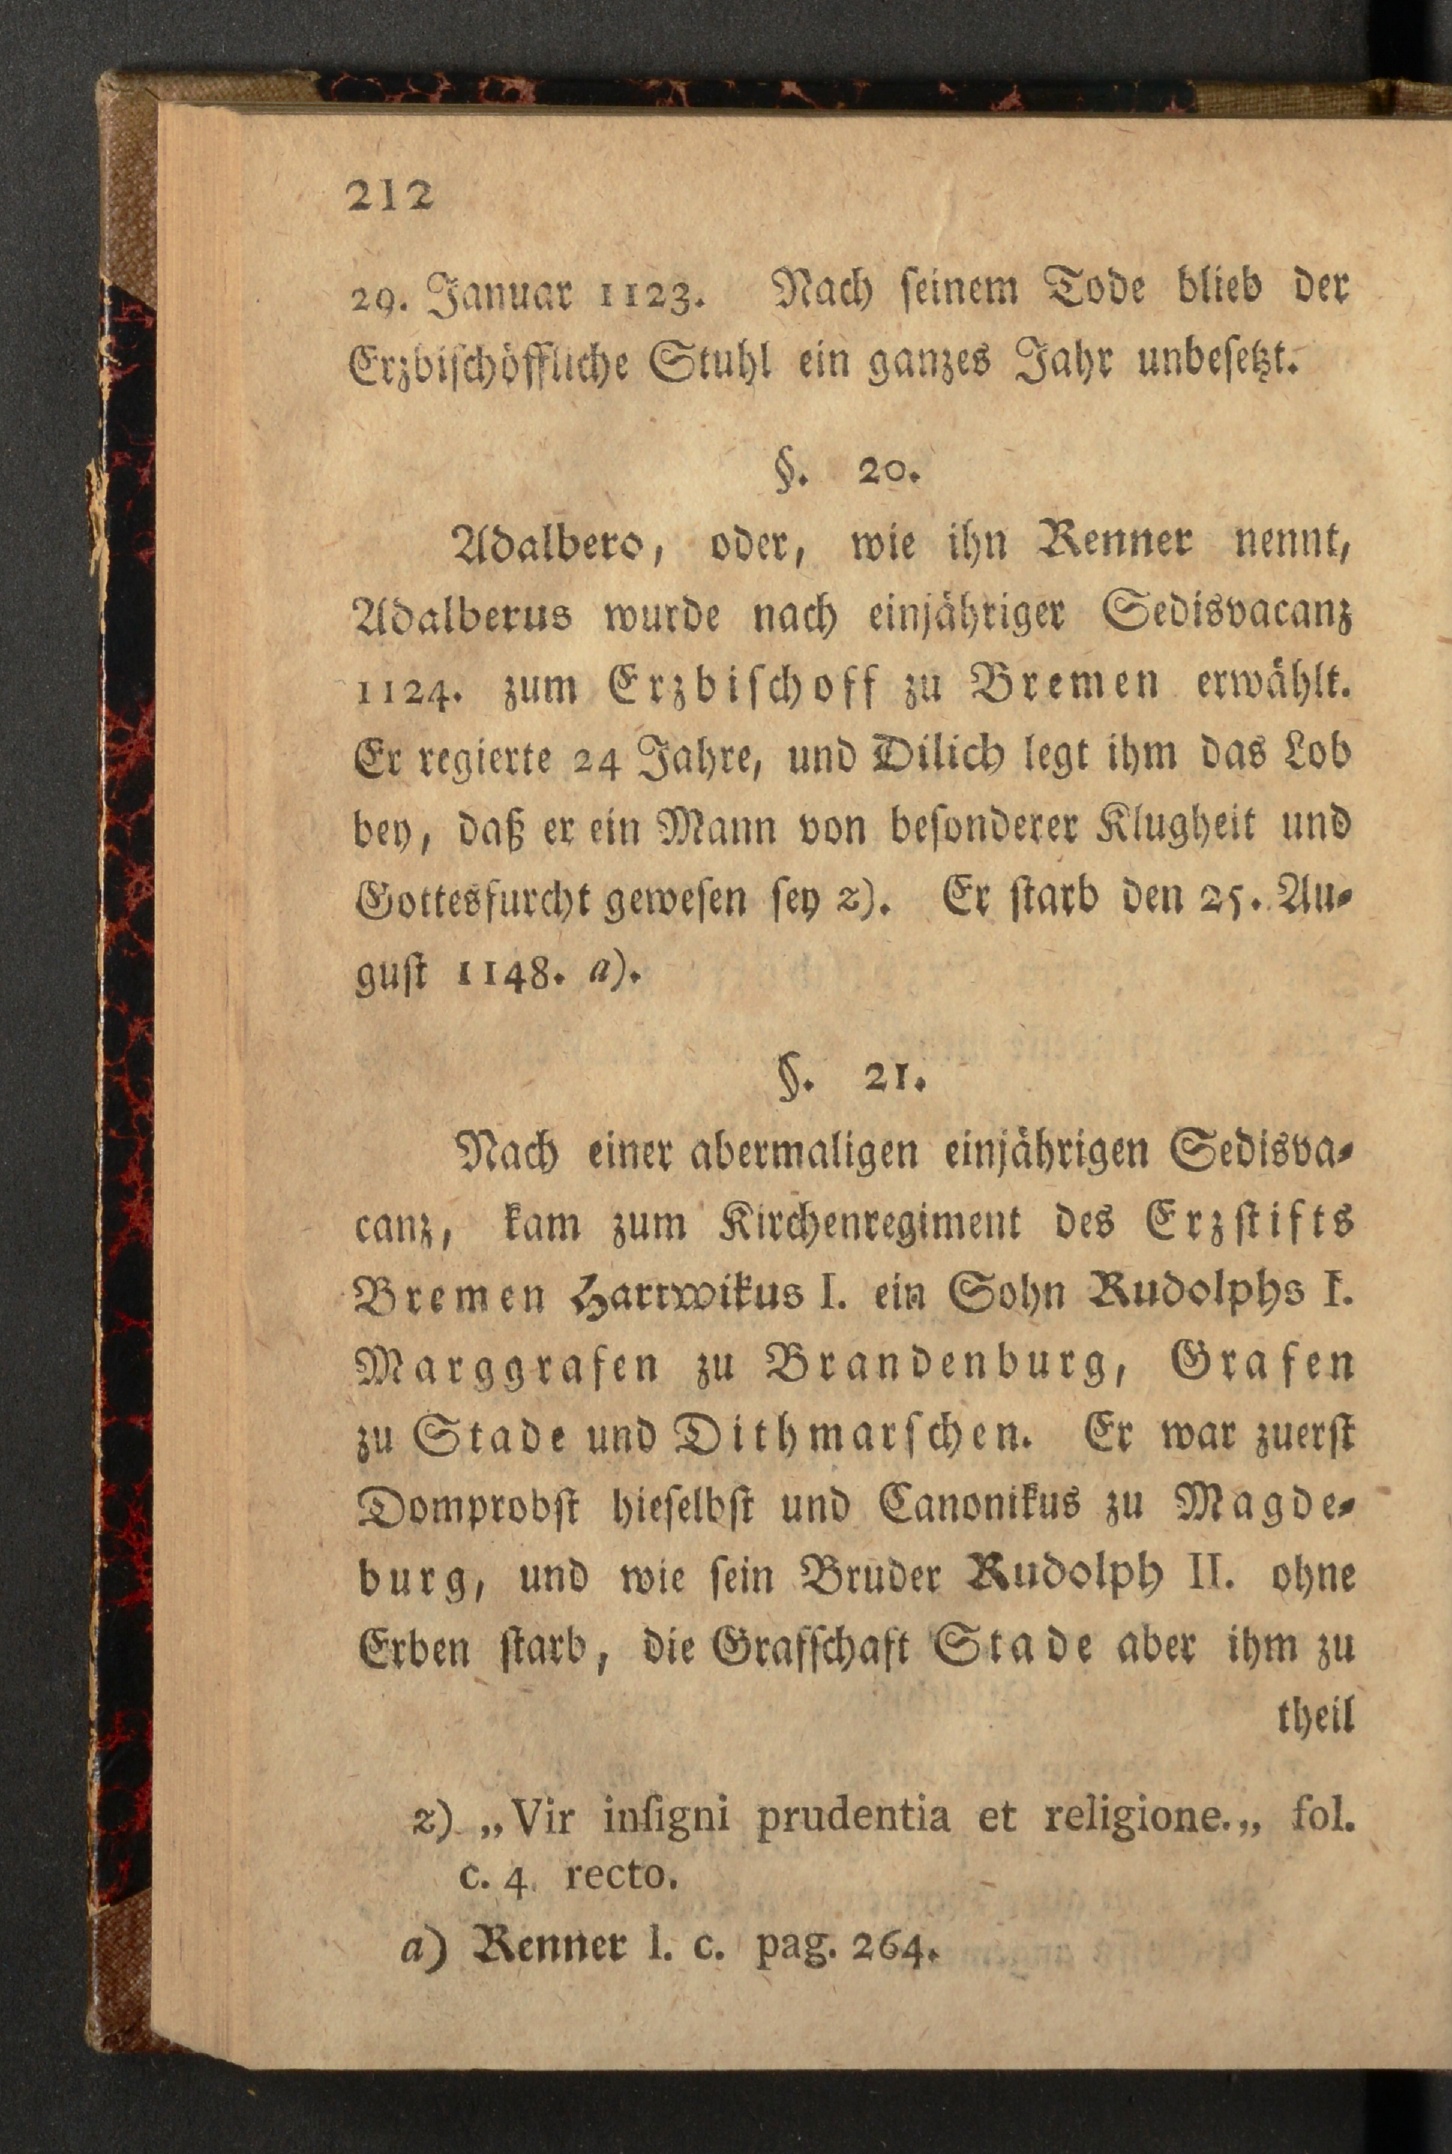 212
29. Januar 1123. Nach seinem Tode blieb der
Erzbischöffliche Stuhl ein ganzes Jahr unbesetzt.
§. 20.
Adalbero, oder, wie ihn Renner nennt,
Adalberus wurde nach einjähriger Sedisvacanz
1124. zum Erzbischoff zu Bremen erwählt.
Er regierte 24 Jahre, und Dilich legt ihm das Lob
bey, daß er ein Mann von besonderer Klugheit und
Gottesfurcht gewesen sey z). Er starb den 25. Au-
gust 1148. a).
§. 21.
Nach einer abermaligen einjährigen Sedisva-
canz, kam zum Kirchenregiment des Erzstifts
Bremen Hartwikus I. ein Sohn Rudolphs I.
Marggrafen zu Brandenburg, Grafen
zu Stade und Dithmarschen. Er war zuerst
Domprobst hieselbst und Canonikus zu Magde-
burg, und wie sein Bruder Rudolph II. ohne
Erben starb, die Grafschaft Stade aber ihm zu
theil
z) „Vir inſigni prudentia et religione.„ fol.
c. 4. recto.
a) Renner l. c. pag. 264.